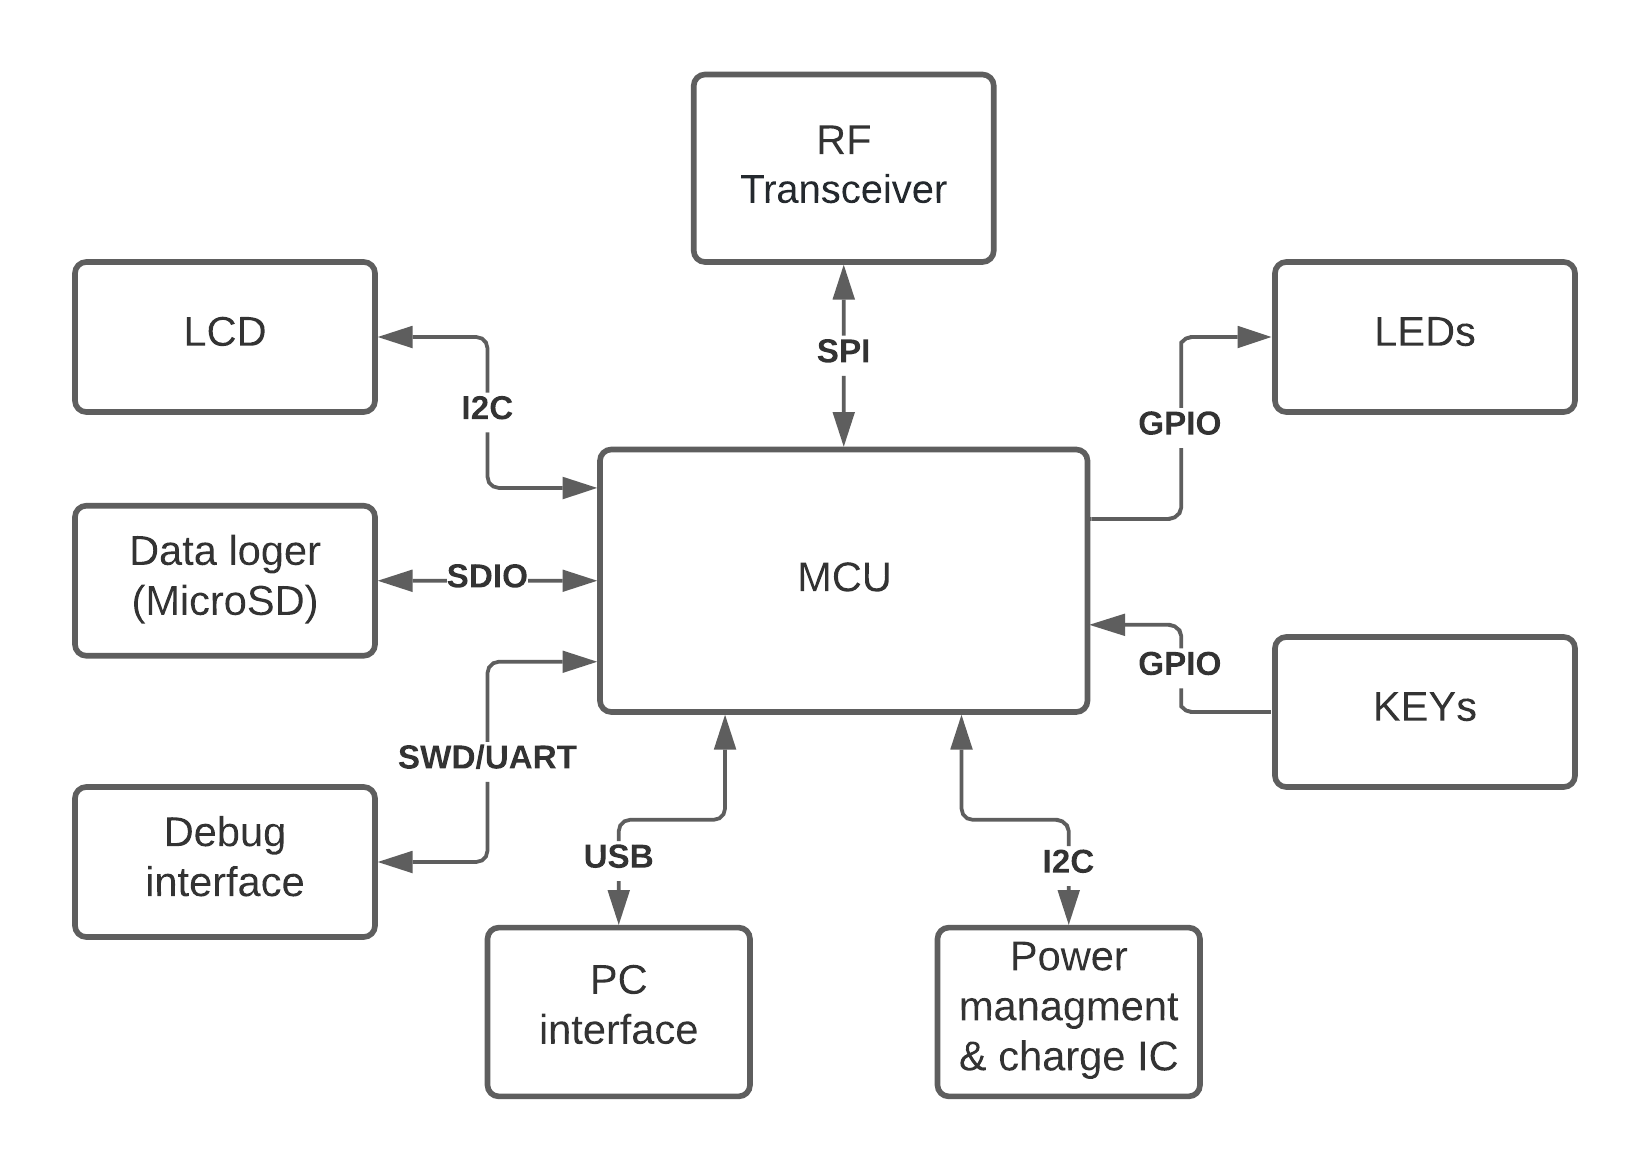 RF
Transceiver
LCD
LEDs
SPI
I2C
GPIO
Data loger
(MicroSD)
SDIO
MCU
GPIO
KEYs
SWD/UART
Debug
interface
USB
I2C
PC
interface
Power
managment
& charge IC